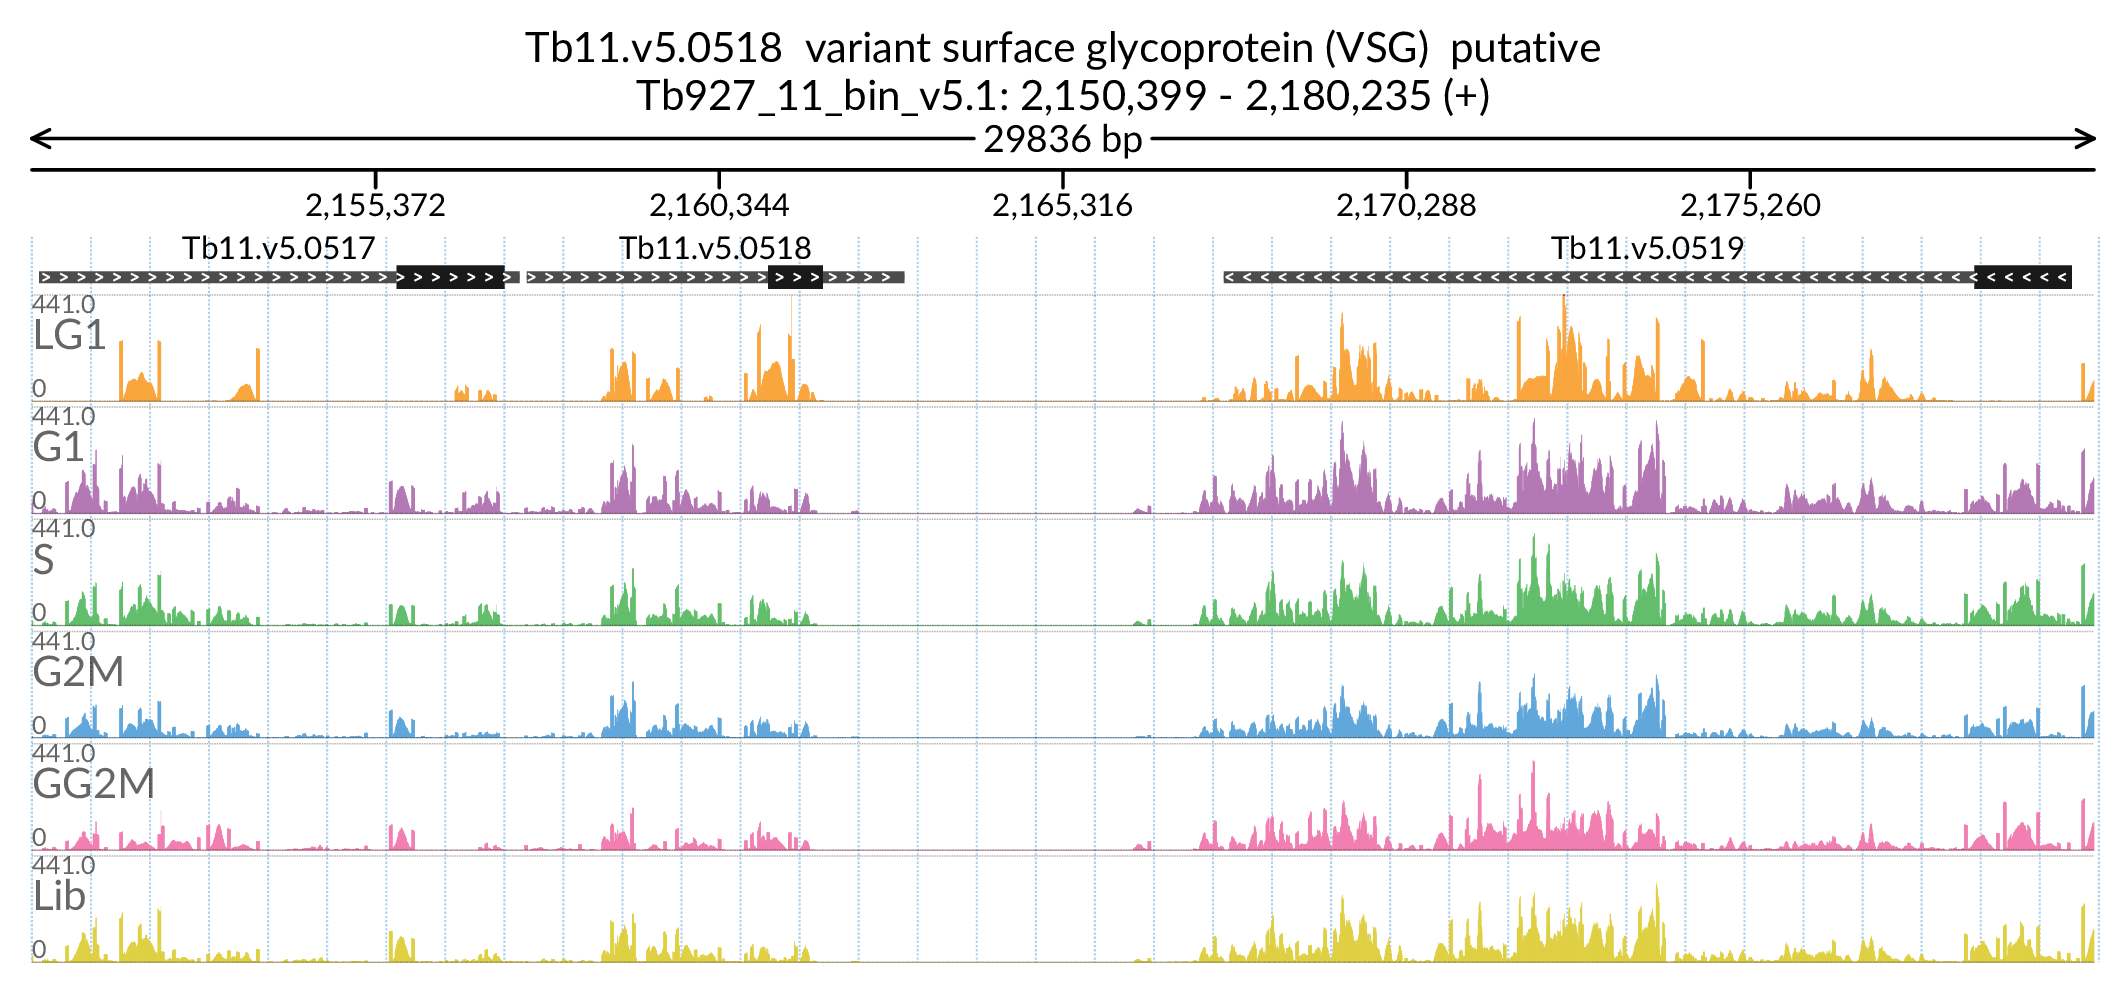 Tb11.v5.0518 variant surface glycoprotein (VSG) putative
Tb927_11_bin_v5.1: 2,150,399 - 2,180,235 (+)
29836 bp
2,155,372 2,160,344 2,165,316 2,170,288 2,175,260
Tb11.v5.0517 Tb11.v5.0518 Tb11.v5.0519
441.0
LG1
0
441.0
G1
0
441.0
S
0
441.0
G2M
0
441.0
GG2M
0
441.0
Lib
0